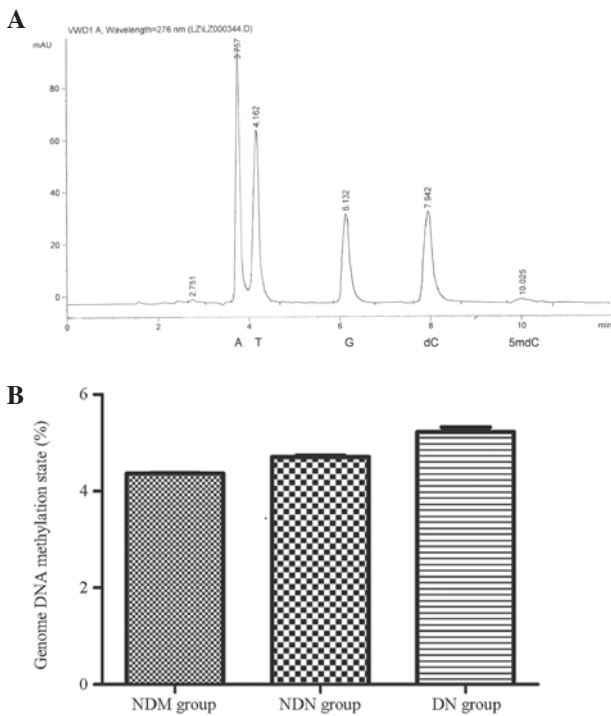 A
VWD1 A, Wavelength=276 nm (LZ\LZ000344.D)
mAU
80
60
40
20
0
3.757
4.162
6.132
7.942
10.025
2.751
0 2 4 6 8 10 min
A T G dC 5mdC
B
Genome DNA methylation state (%)
6
4
2
0
NDM group NDN group DN group